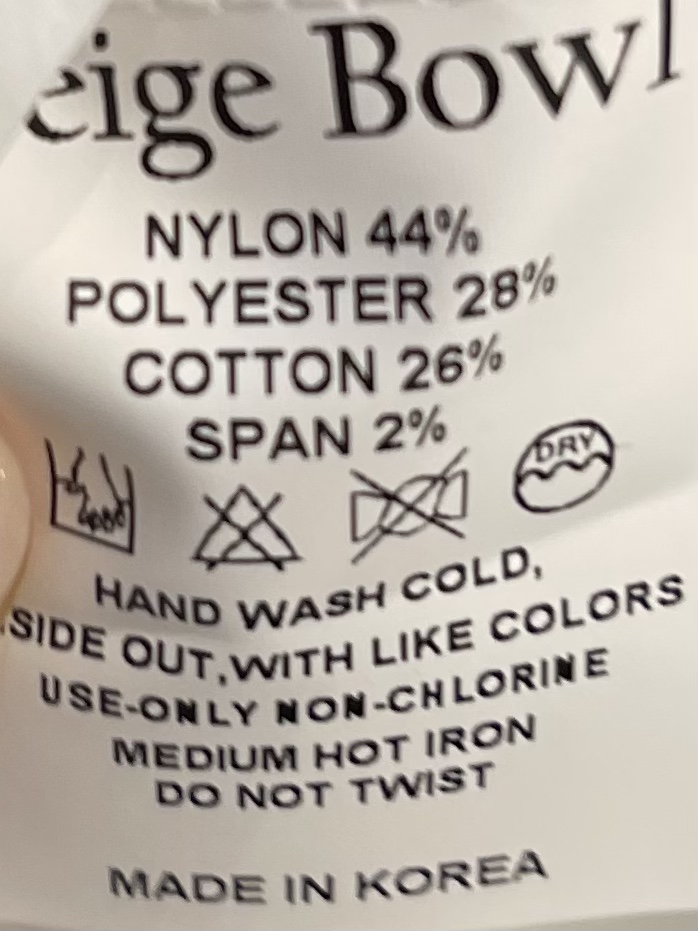 eige Bowl
NYLON 44%
POLYESTER 28%
COTTON 26%
SPAN 2%
DRY
HAND WASH COLD,
SIDE OUT,WITH LIKE COLORS
USE-ONLY NON-CHLORINE
MEDIUM HOT IRON
DO NOT TWIST
MADE IN KOREA